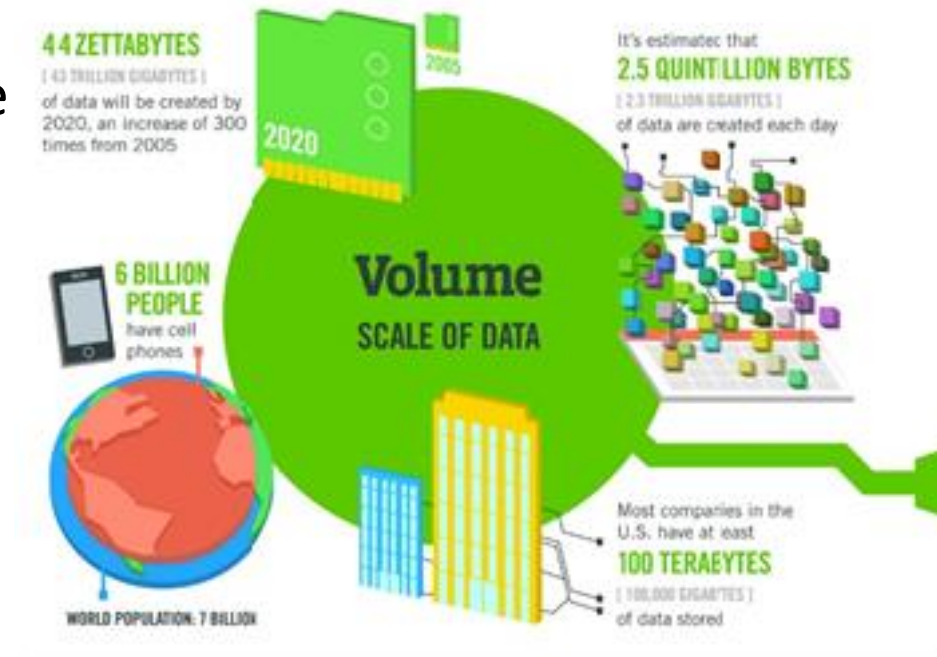 e
44 ZETTABYTES
[ 43 TRILLION GIGABYTES ]
of data will be created by
2020, an increase of 300
times from 2005
2020
2005
It's estimated that
2.5 QUINTILLION BYTES
[ 2.3 TRILLION GIGABYTES ]
of data are created each day
6 BILLION
PEOPLE
have cell
phones
WORLD POPULATION: 7 BILLION
Volume
SCALE OF DATA
Most companies in the
U.S. have at east
100 TERABYTES
[ 100,000 GIGABYTES ]
of data stored